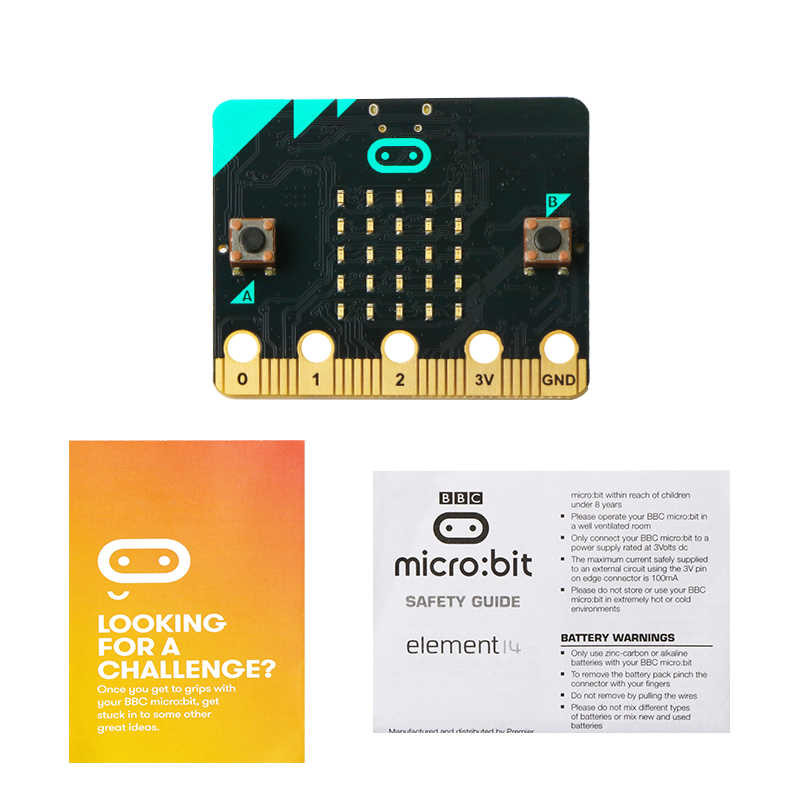 B
A
0 1 2 3V GND
LOOKING
FOR A
CHALLENGE?
Once you get to grips with
your BBC micro:bit, get
stuck in to some other
great ideas.
BBC
micro:bit
SAFETY GUIDE
element14
Manufactured and distributed by Premier
micro:bit within reach of children
under 8 years
▪ Please operate your BBC micro:bit in
a well ventilated room
▪ Only connect your BBC micro:bit to a
power supply rated at 3Volts dc
▪ The maximum current safely supplied
to an external circuit using the 3V pin
on edge connector is 100mA
▪ Please do not store or use your BBC
micro:bit in extremely hot or cold
environments
BATTERY WARNINGS
▪ Only use zinc-carbon or alkaline
batteries with your BBC micro:bit
▪ To remove the battery pack pinch the
connector with your fingers
▪ Do not remove by pulling the wires
▪ Please do not mix different types
of batteries or mix new and used
batteries